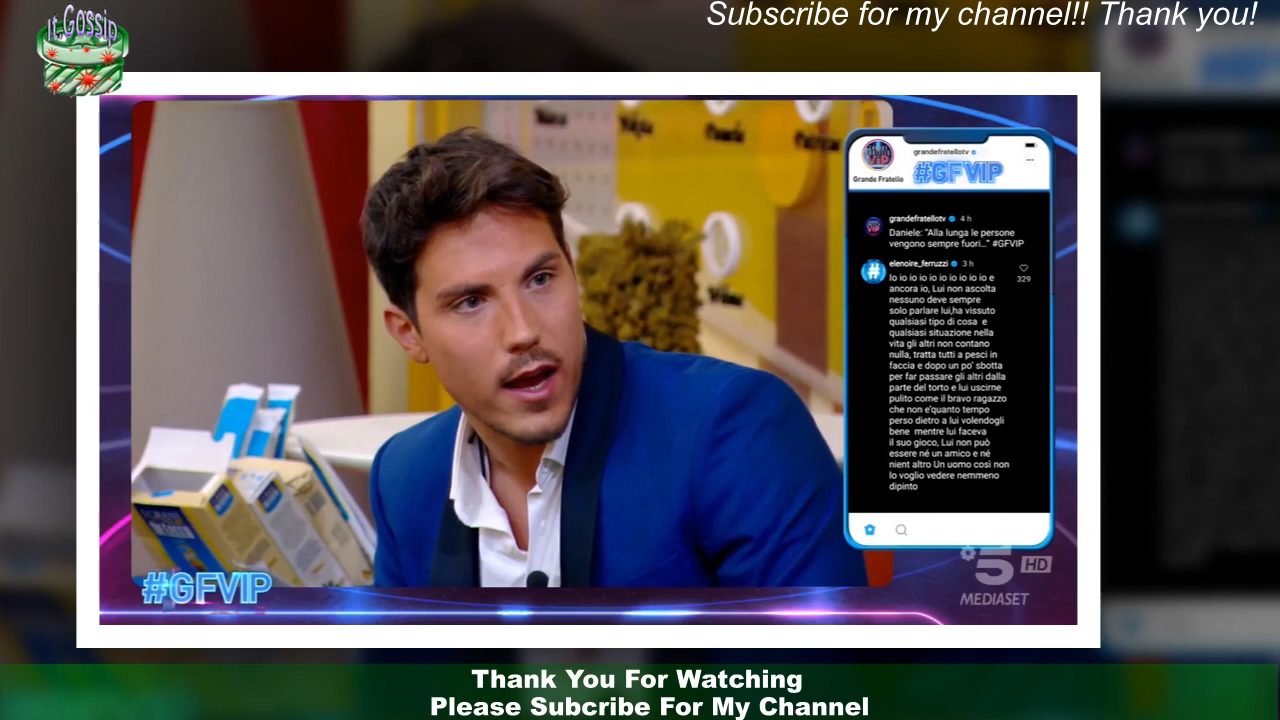 It.Gossip
Subscribe for my channel!! Thank you!
grandefratellotv
ViP
#GFVIP
Grande Fratello
grandefratellotv 4 h
Daniele: "Alla lunga le persone
vengono sempre fuori..." #GFVIP
elenoire_ferruzzi 3 h
Io io io io io io io io io io e
ancora io, Lui non ascolta
nessuno deve sempre
solo parlare lui,ha vissuto
qualsiasi tipo di cosa e
qualsiasi situazione nella
vita gli altri non contano
nulla, tratta tutti a pesci in
faccia e dopo un po' sbotta
per far passare gli altri dalla
parte del torto e lui uscirne
pulito come il bravo ragazzo
che non e'quanto tempo
perso dietro a lui volendogli
bene mentre lui faceva
il suo gioco, Lui non può
essere né un amico e né
nient altro Un uomo così non
lo voglio vedere nemmeno
dipinto
329
#
#GFVIP
5 HD
MEDIASET
Thank You For Watching
Please Subcribe For My Channel